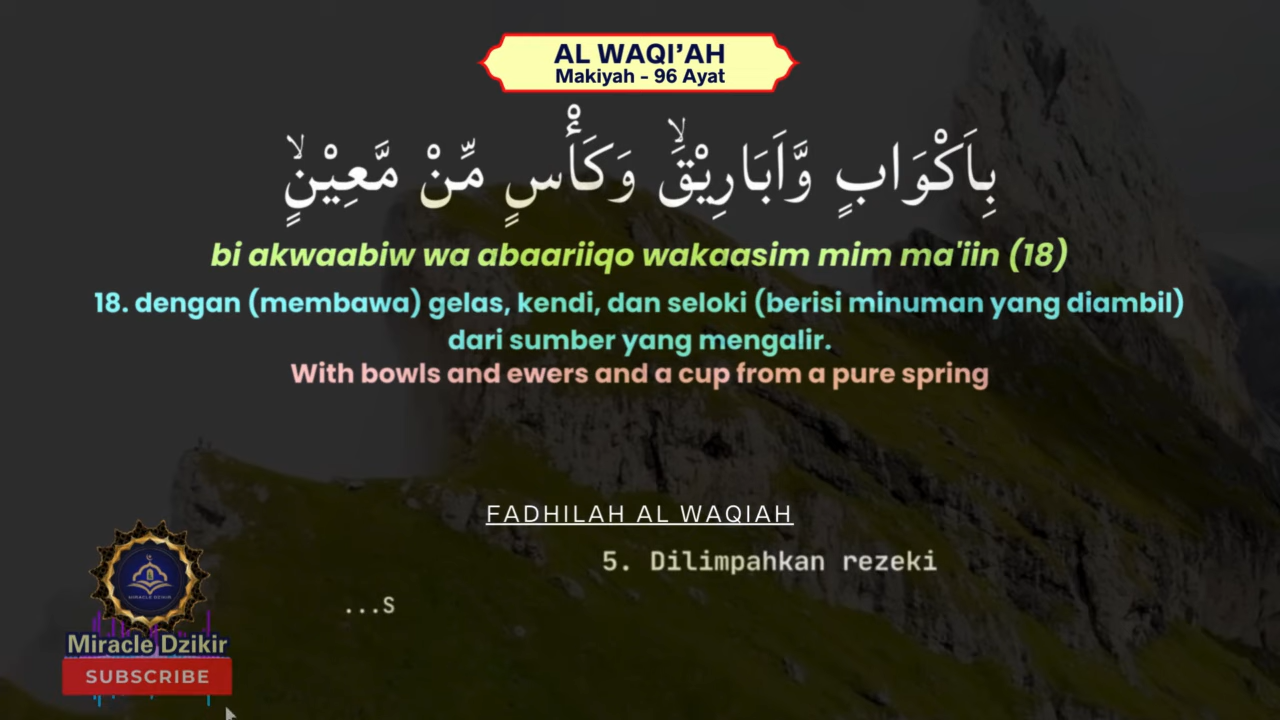 AL WAQI’AH
Makiyah - 96 Ayat
بِاَكْوَابٍ وَّاَبَارِيْقَۙ وَكَأْسٍ مِّنْ مَّعِيْنٍۙ
bi akwaabiw wa abaariiqo wakaasim mim ma'iin (18)
18. dengan (membawa) gelas, kendi, dan seloki (berisi minuman yang diambil)
dari sumber yang mengalir.
With bowls and ewers and a cup from a pure spring
FADHILAH AL WAQIAH
5. Dilimpahkan rezeki
...S
MIRACLE DZIKIR
Miracle Dzikir
SUBSCRIBE